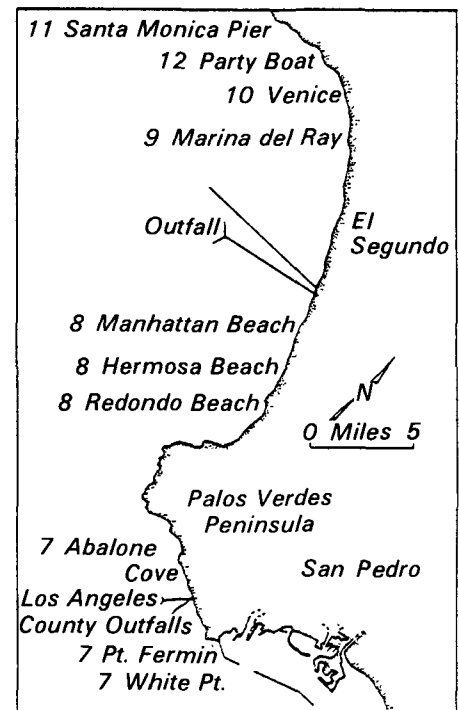 11 Santa Monica Pier
12 Party Boat
10 Venice
9 Marina del Ray
Outfall
El
Segundo
8 Manhattan Beach
8 Hermosa Beach
8 Redondo Beach
N
0 Miles 5
Palos Verdes
Peninsula
7 Abalone
Cove
San Pedro
Los Angeles
County Outfalls
7 Pt. Fermin
7 White Pt.